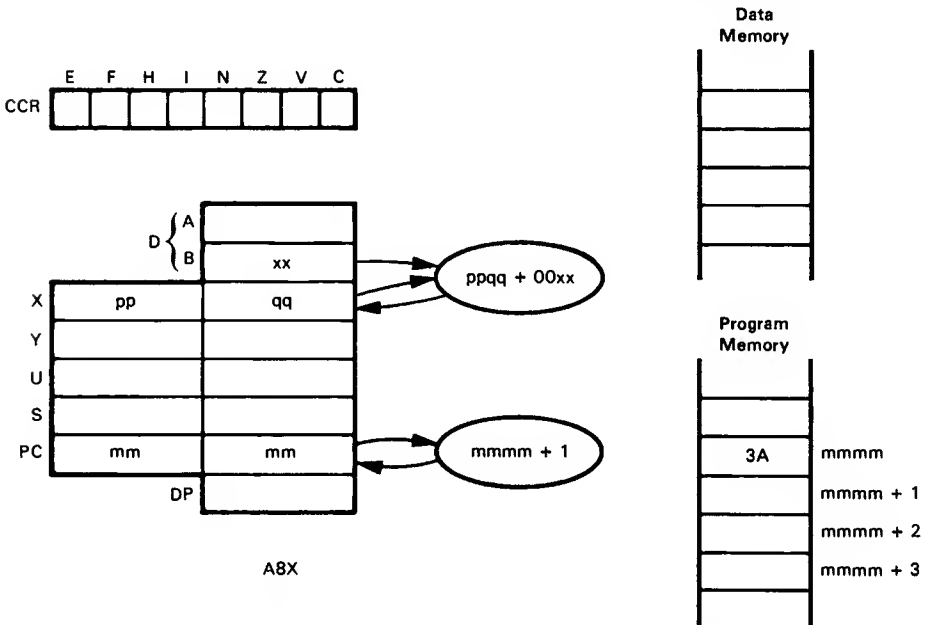 Data
Memory
E F H I N Z V C
CCR
D { A
B xx
X pp qq
ppqq + 00xx
Y
U
S
PC mm mm
mmmm + 1
DP
A8X
Program
Memory
3A mmmm
mmmm + 1
mmmm + 2
mmmm + 3